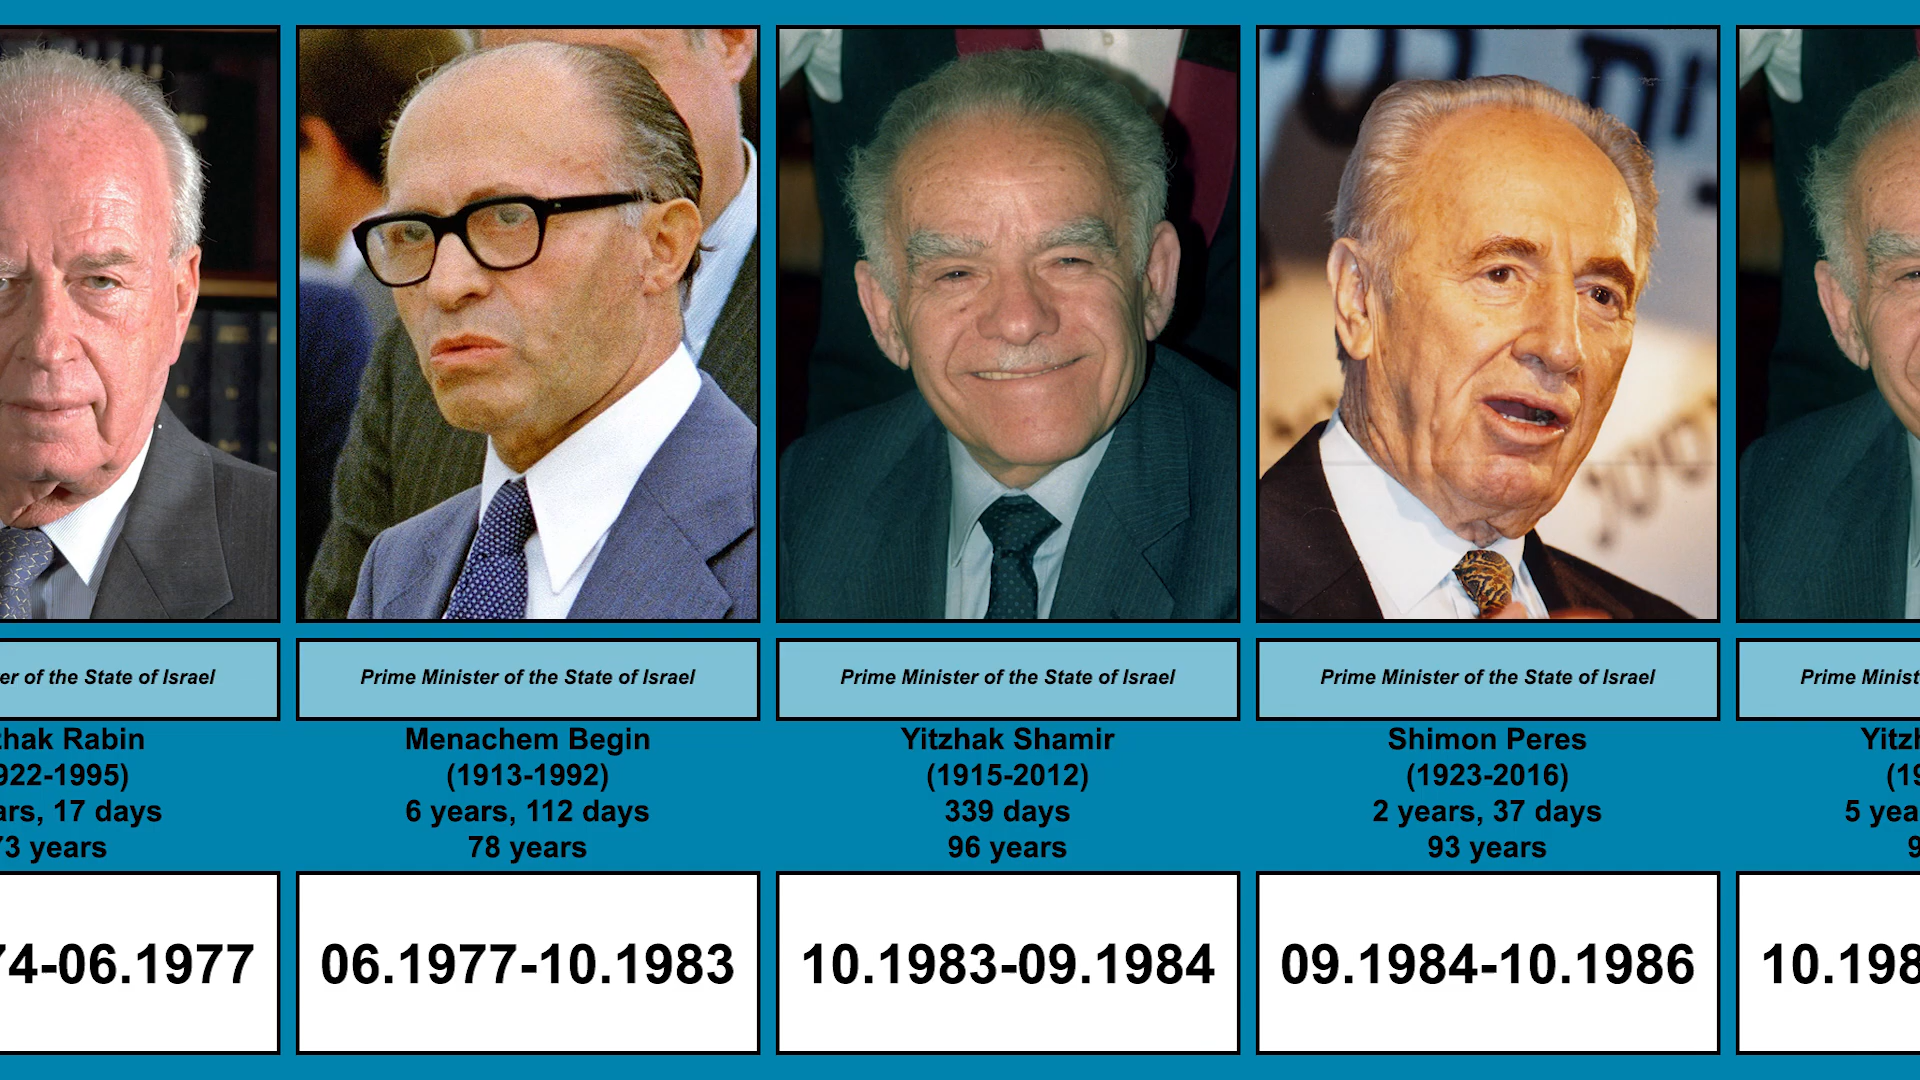 er of the State of Israel
zhak Rabin
922-1995)
ars, 17 days
73 years
74-06.1977
Prime Minister of the State of Israel
Menachem Begin
(1913-1992)
6 years, 112 days
78 years
06.1977-10.1983
Prime Minister of the State of Israel
Yitzhak Shamir
(1915-2012)
339 days
96 years
10.1983-09.1984
Prime Minister of the State of Israel
Shimon Peres
(1923-2016)
2 years, 37 days
93 years
09.1984-10.1986
Prime Minist
Yitzh
(19
5 yea
9
10.198